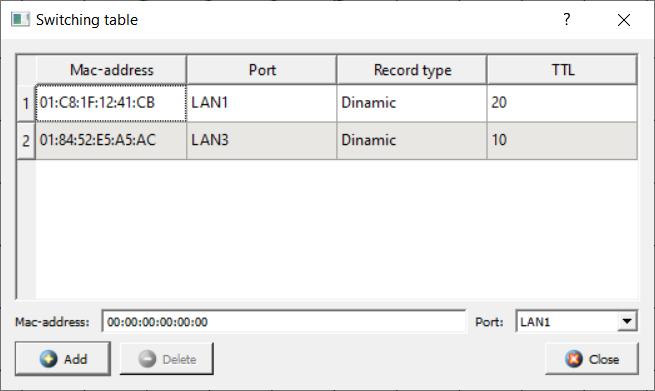 Switching table ?
Mac-address Port Record type TTL
1 01:C8:1F:12:41:CB LAN1 Dinamic 20
2 01:84:52:E5:A5:AC LAN3 Dinamic 10
Mac-address: 00:00:00:00:00:00 Port: LAN1
Add Delete Close